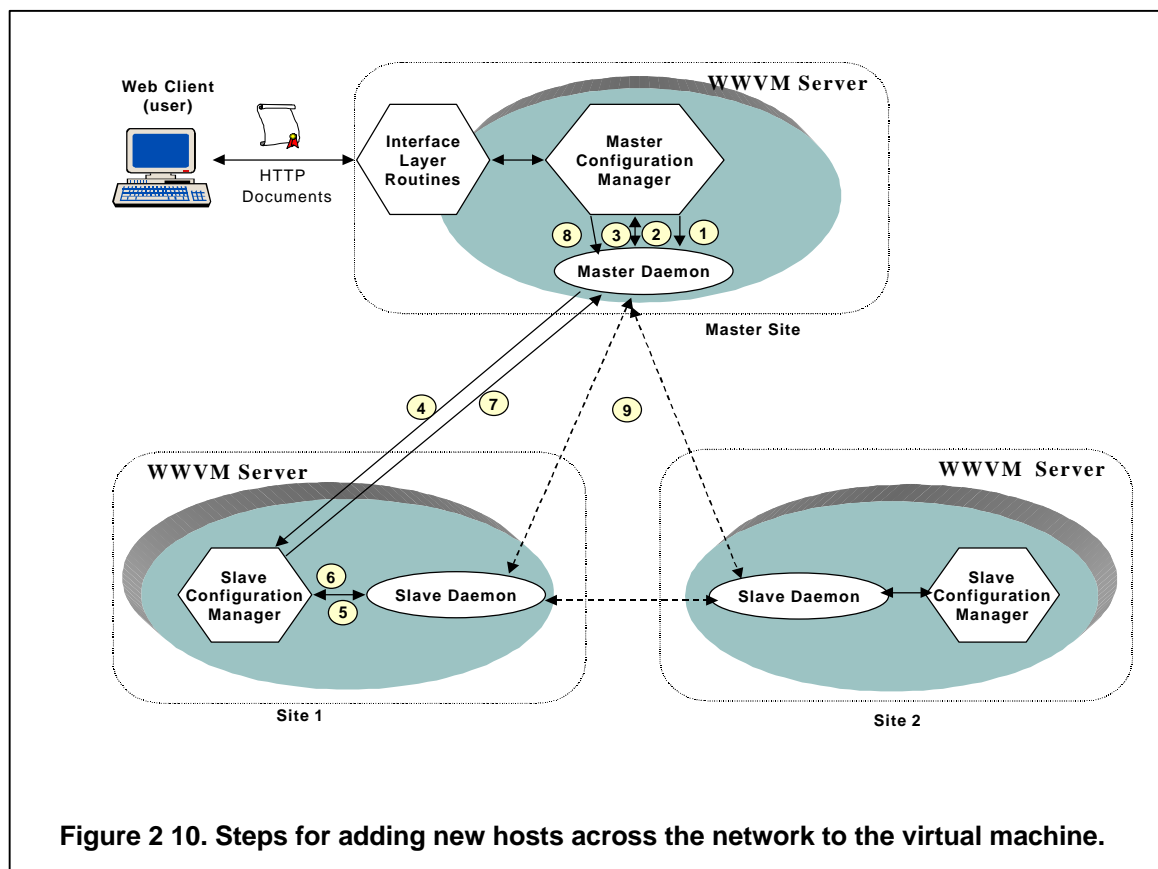 WWVM Server
Web Client
(user)
HTTP
Documents
Interface
Layer
Routines
Master
Configuration
Manager
8
3
2
1
Master Daemon
Master Site
4
7
9
WWVM Server
Slave
Configuration
Manager
6
5
Slave Daemon
Site 1
WWVM Server
Slave Daemon
Slave
Configuration
Manager
Site 2
Figure 2 10. Steps for adding new hosts across the network to the virtual machine.